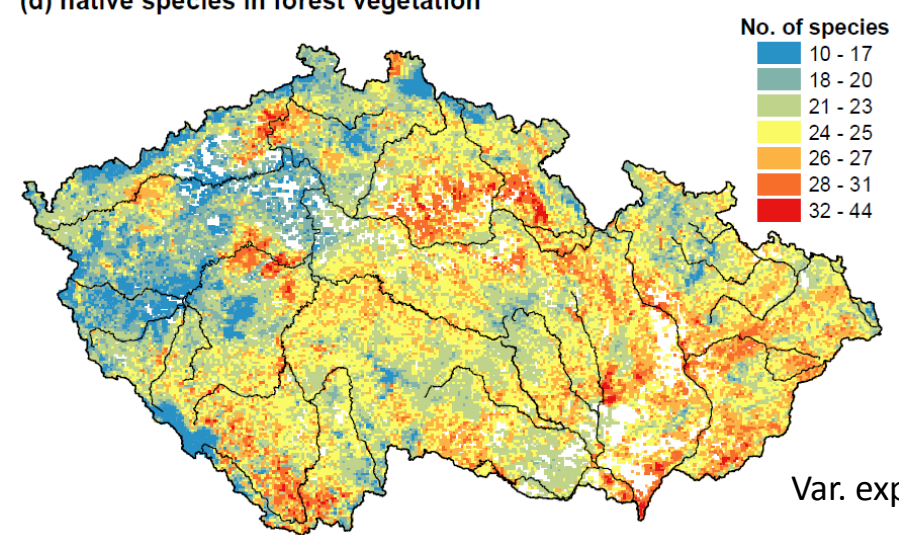 (d) native species in forest vegetation
No. of species
10 - 17
18 - 20
21 - 23
24 - 25
26 - 27
28 - 31
32 - 44
Var. exp